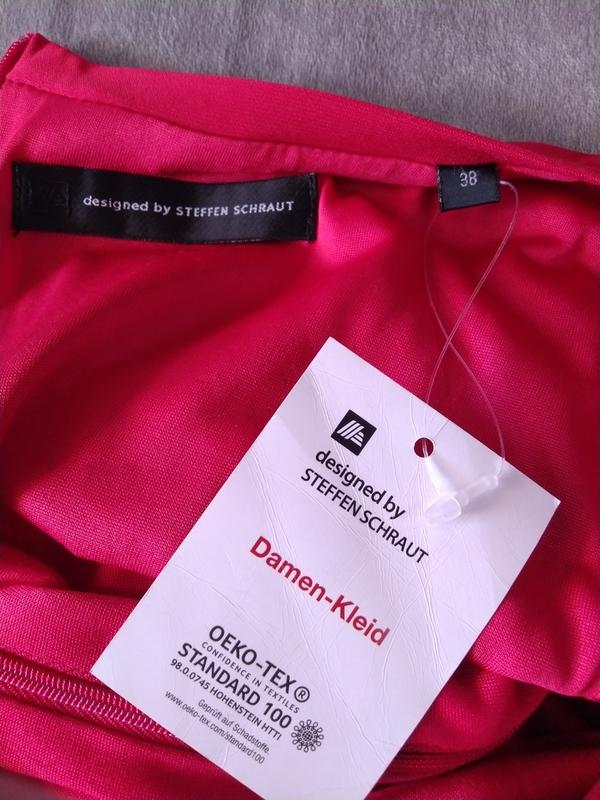 designed by STEFFEN SCHRAUT
38
designed by
STEFFEN SCHRAUT
Damen-Kleid
OEKO-TEX®
CONFIDENCE IN TEXTILES
STANDARD 100
98.0.0745 HOHENSTEIN HTTI
Geprüft auf Schadstoffe.
www.oeko-tex.com/standard100